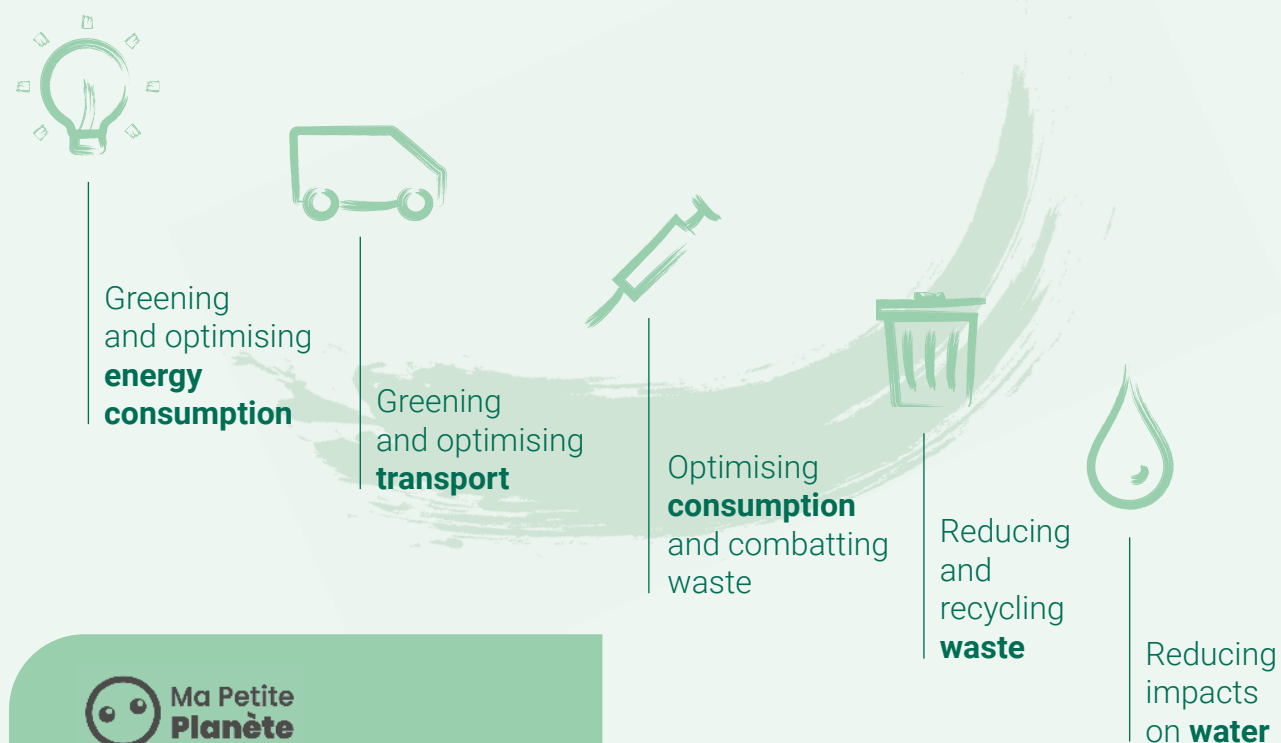 Greening
and optimising
energy
consumption
Greening
and optimising
transport
Optimising
consumption
and combatting
waste
Reducing
and
recycling
waste
Reducing
impacts
on water
Ma Petite
Planète